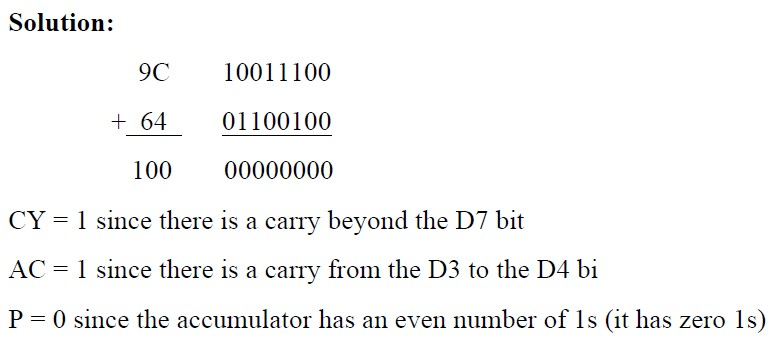 Solution:
9C 10011100
+ 64 01100100
100 00000000
CY = 1 since there is a carry beyond the D7 bit
AC = 1 since there is a carry from the D3 to the D4 bi
P = 0 since the accumulator has an even number of 1s (it has zero 1s)